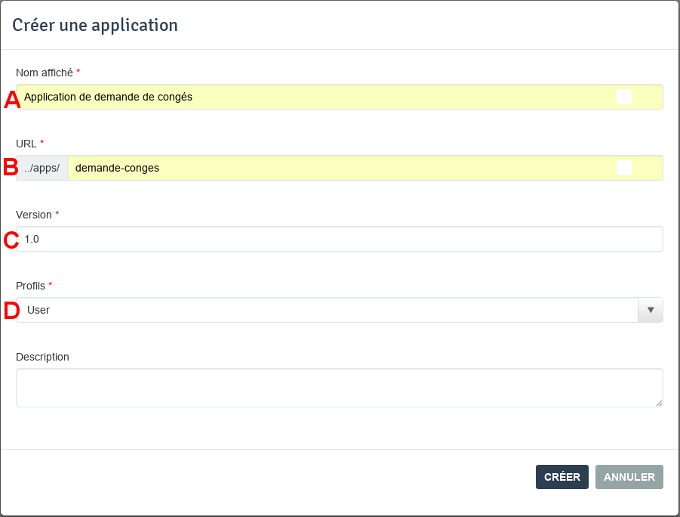 Créer une application
Nom affiché *
A Application de demande de congés
URL *
B ../apps/ demande-conges
Version *
C 1.0
Profils *
D User
Description
CRÉER ANNULER